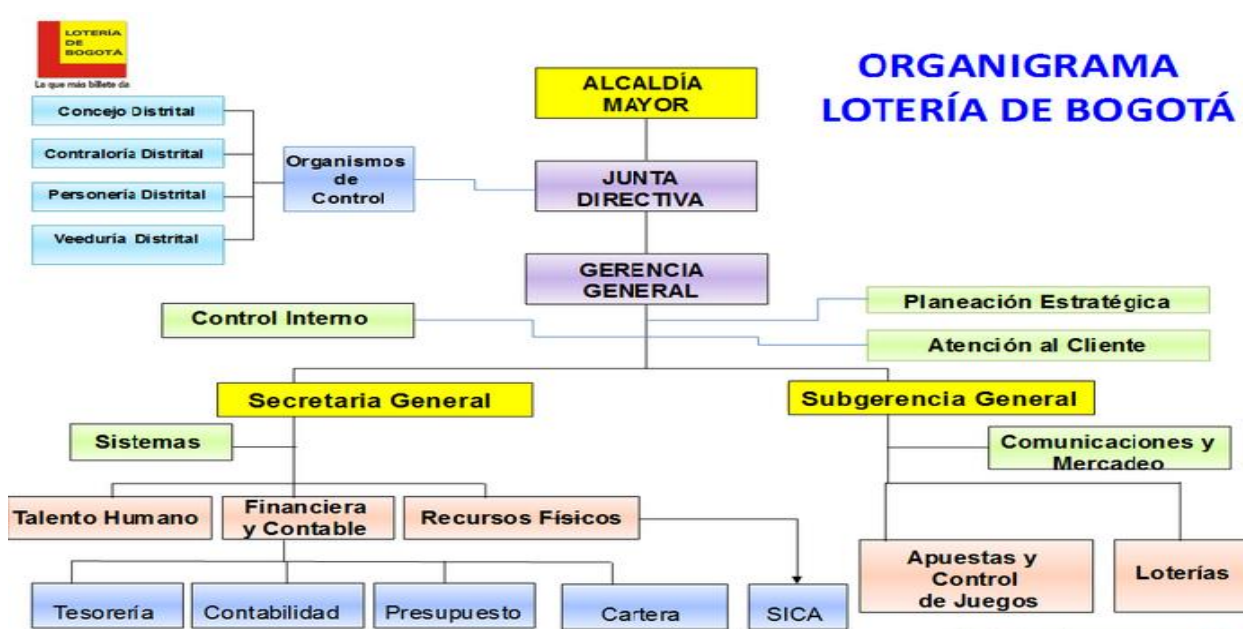 LOTERÍA
DE
BOGOTÁ
La que más billete da
ORGANIGRAMA
LOTERÍA DE BOGOTÁ
ALCALDÍA
MAYOR
Concejo Distrital
Contraloría Distrital
Personería Distrital
Veeduría Distrital
Organismos
de
Control
JUNTA
DIRECTIVA
GERENCIA
GENERAL
Control Interno
Planeación Estratégica
Atención al Cliente
Secretaria General
Subgerencia General
Sistemas
Comunicaciones y
Mercadeo
Talento Humano
Financiera
y Contable
Recursos Físicos
Apuestas y
Control
de Juegos
Loterías
Tesorería
Contabilidad
Presupuesto
Cartera
SICA